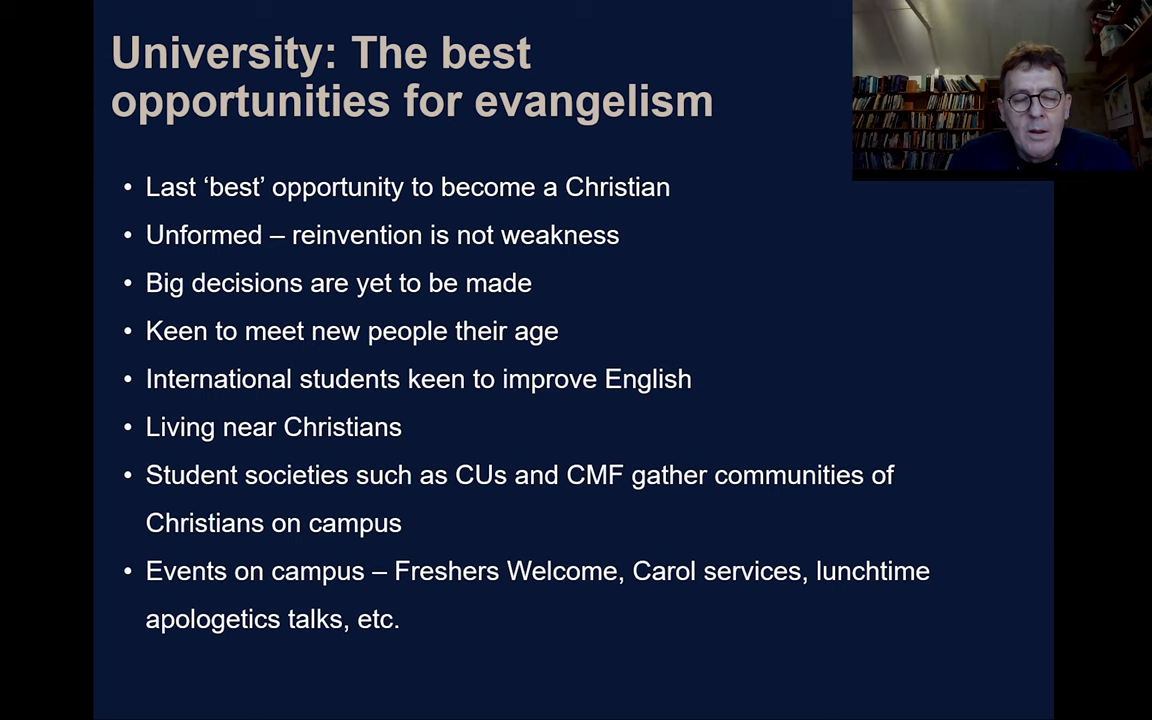 University: The best
opportunities for evangelism
• Last ‘best’ opportunity to become a Christian
• Unformed – reinvention is not weakness
• Big decisions are yet to be made
• Keen to meet new people their age
• International students keen to improve English
• Living near Christians
• Student societies such as CUs and CMF gather communities of
Christians on campus
• Events on campus – Freshers Welcome, Carol services, lunchtime
apologetics talks, etc.